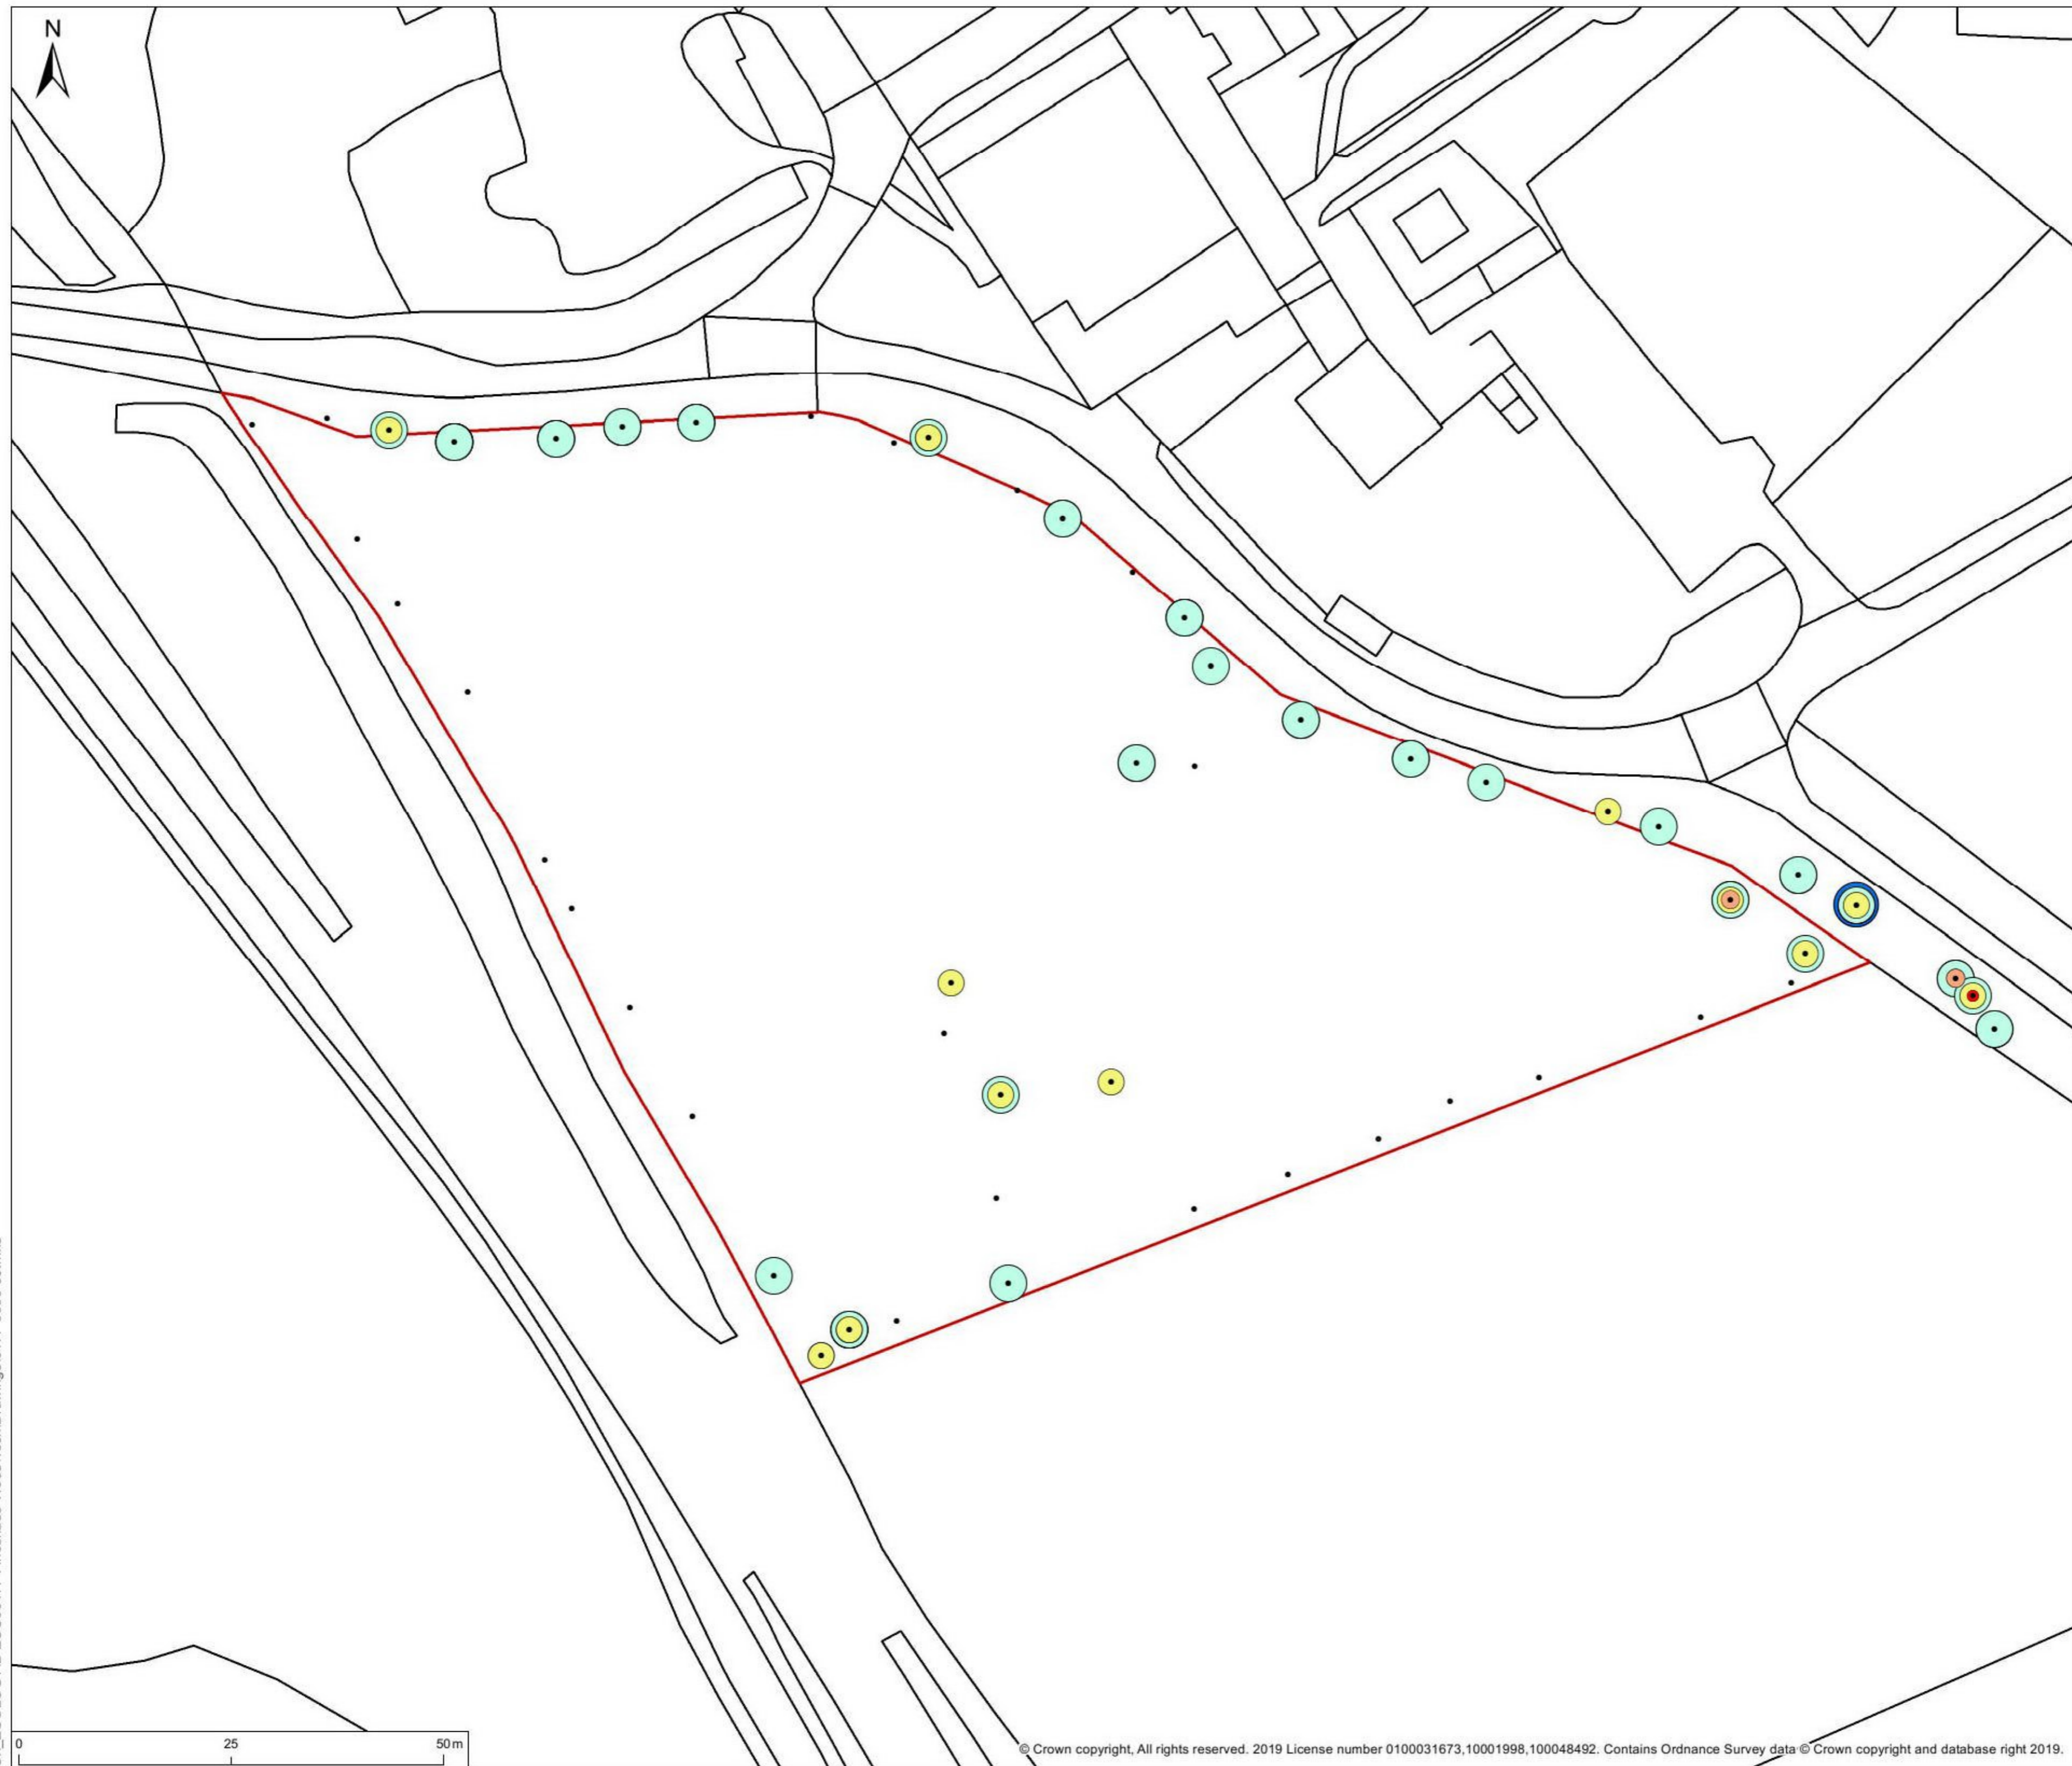 N
0 25 50 m
© Crown copyright, All rights reserved. 2019 License number 0100031673,10001998,100048492. Contains Ordnance Survey data © Crown copyright and database right 2019.